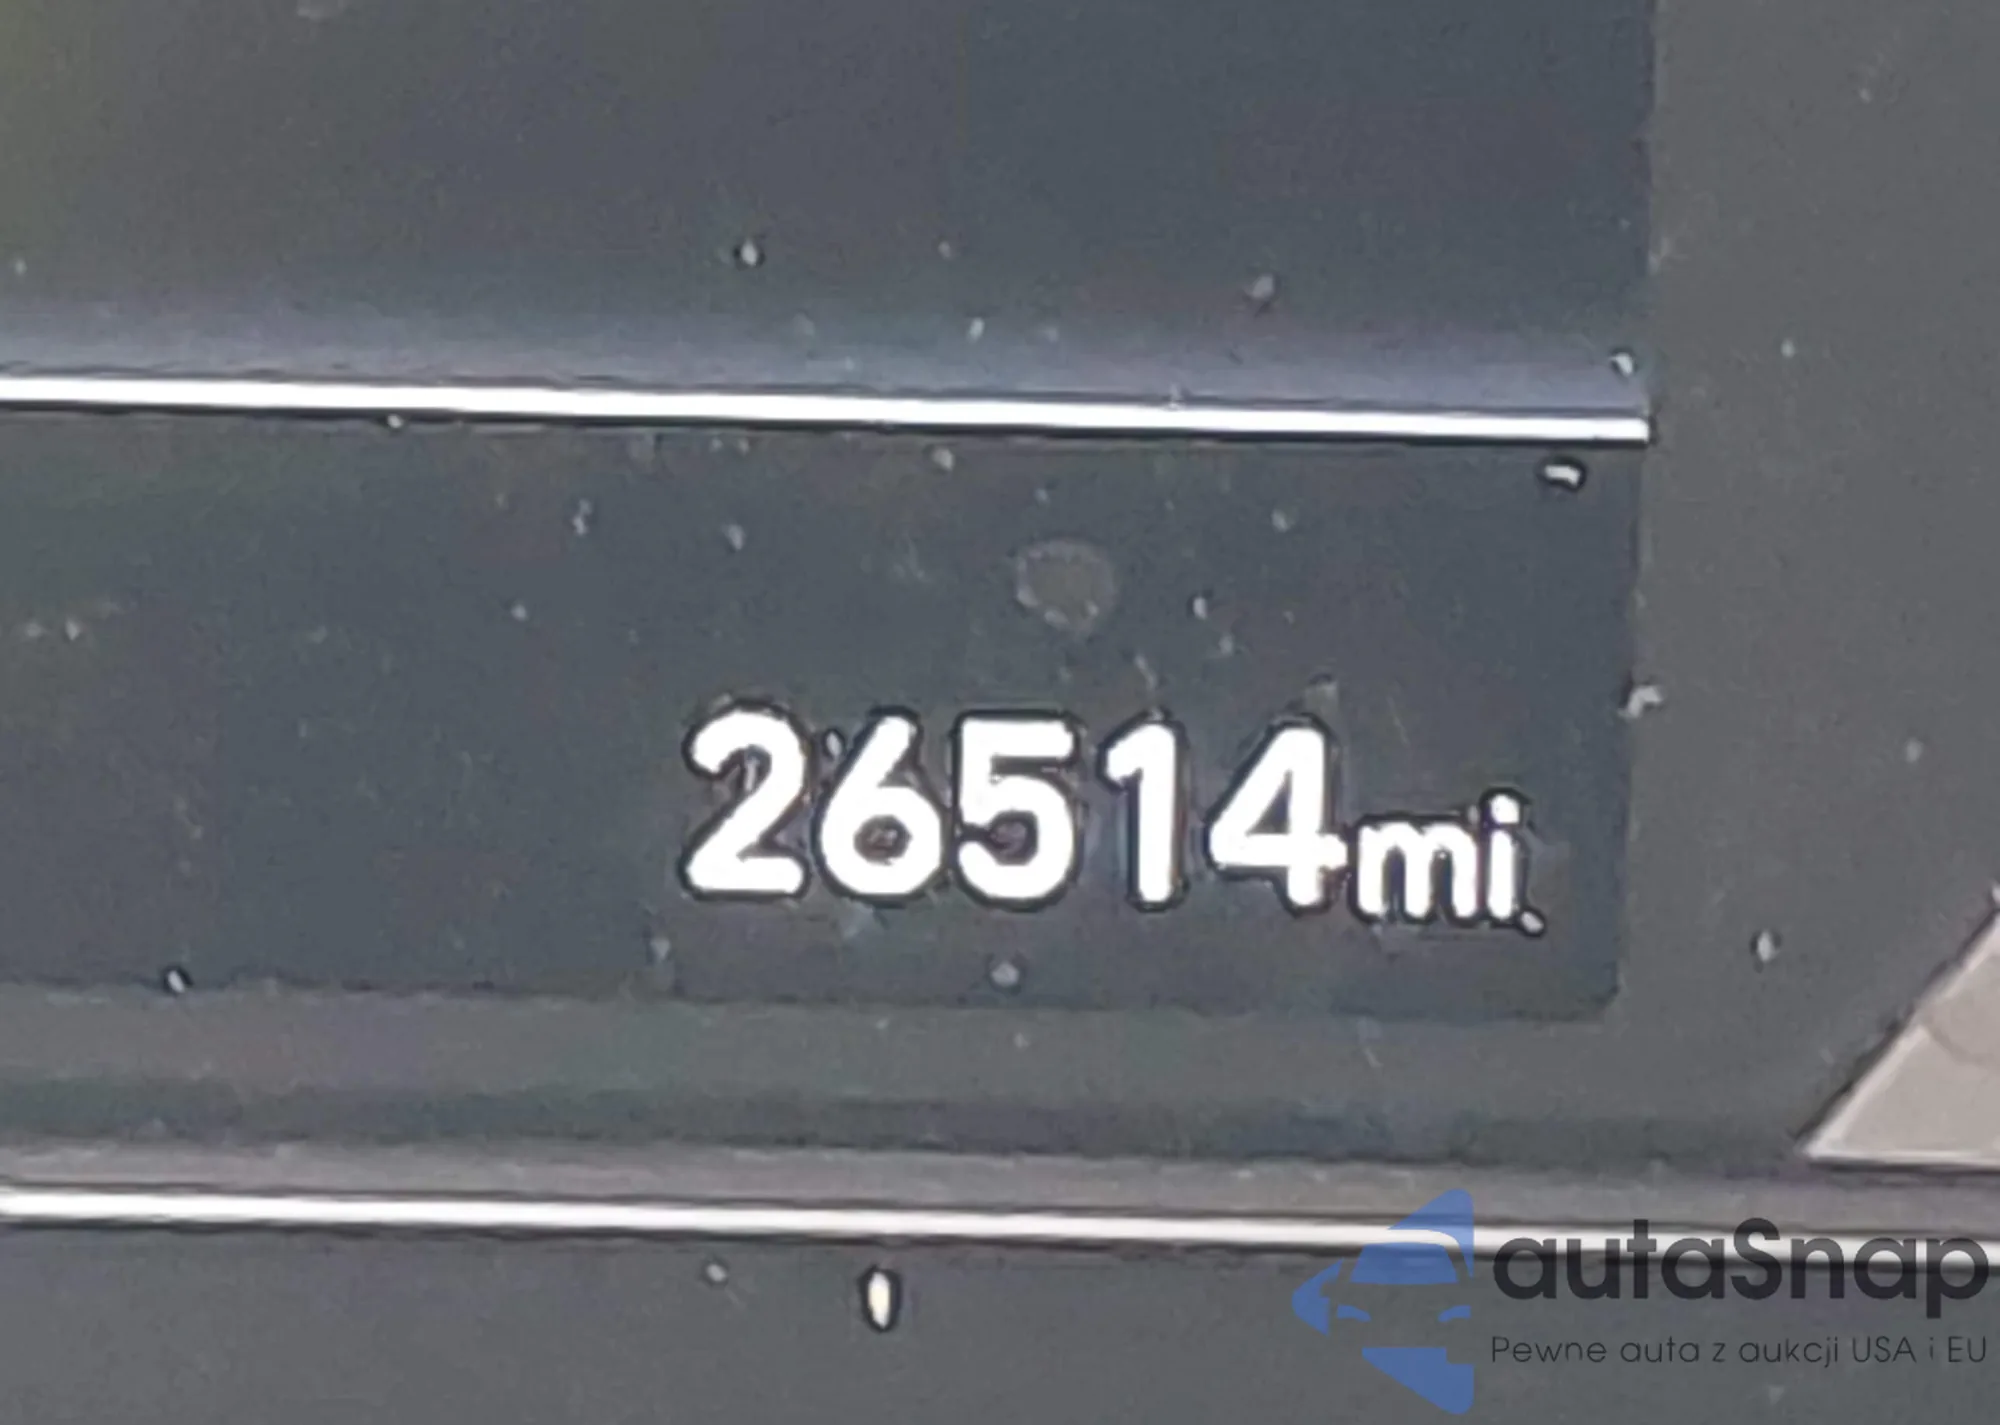 26514mi
autaSnap
Pewne auta z aukcji USA i EU